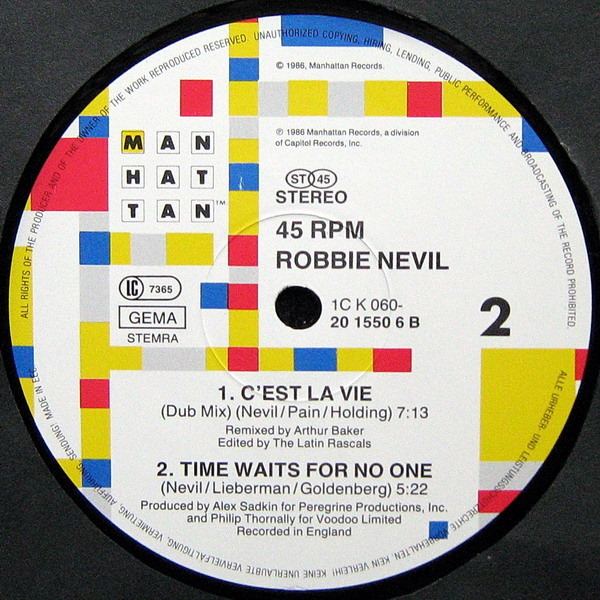 ALL RIGHTS OF THE PRODUCER AND OF THE OWNER OF THE WORK REPRODUCED RESERVED. UNAUTHORIZED COPYING, HIRING, LENDING, PUBLIC PERFORMANCE AND BROADCASTING OF THE RECORD PROHIBITED.
© 1986, Manhattan Records.
℗ 1986 Manhattan Records, a division
of Capitol Records, Inc.
MAN
HAT
TAN™
ST 45
STEREO
45 RPM
ROBBIE NEVIL
LC 7365
GEMA
STEMRA
1C K 060-
20 1550 6 B
2
1. C'EST LA VIE
(Dub Mix) (Nevil/Pain/Holding) 7:13
Remixed by Arthur Baker
Edited by The Latin Rascals
2. TIME WAITS FOR NO ONE
(Nevil/Lieberman/Goldenberg) 5:22
Produced by Alex Sadkin for Peregrine Productions, Inc.
and Philip Thornally for Voodoo Limited
Recorded in England
ALLE URHEBER- UND LEISTUNGSSCHUTZRECHTE VORBEHALTEN. KEIN VERLEIH! KEINE UNERLAUBTE VERVIELFÄLTIGUNG, VERMIETUNG, AUFFÜHRUNG, SENDUNG! MADE IN EEC